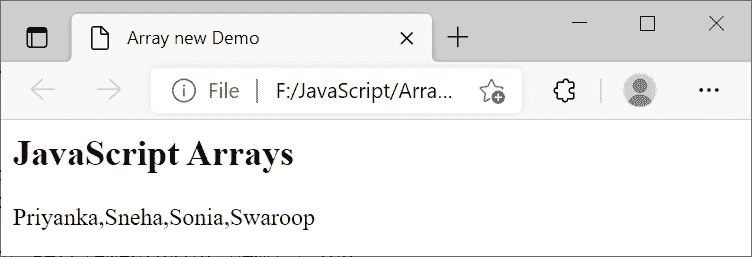 Array new Demo
File | F:/JavaScript/Arra...
JavaScript Arrays
Priyanka,Sneha,Sonia,Swaroop